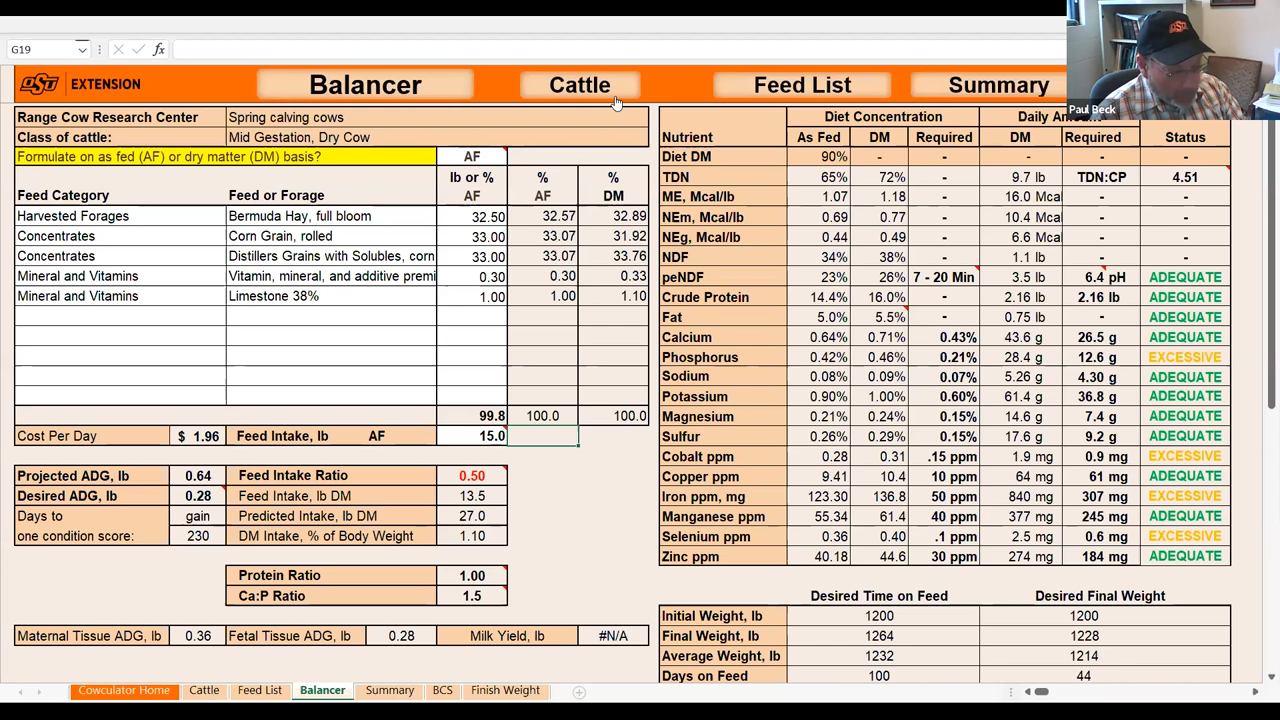 G19 fx
OSU EXTENSION Balancer Cattle Feed List Summary
Paul Beck
Range Cow Research Center Spring calving cows
Class of cattle: Mid Gestation, Dry Cow
Formulate on as fed (AF) or dry matter (DM) basis? AF
lb or % % %
Feed Category Feed or Forage AF AF DM
Harvested Forages Bermuda Hay, full bloom 32.50 32.57 32.89
Concentrates Corn Grain, rolled 33.00 33.07 31.92
Concentrates Distillers Grains with Solubles, corn 33.00 33.07 33.76
Mineral and Vitamins Vitamin, mineral, and additive premi 0.30 0.30 0.33
Mineral and Vitamins Limestone 38% 1.00 1.00 1.10
99.8 100.0 100.0
Cost Per Day $ 1.96 Feed Intake, lb AF 15.0
Projected ADG, lb 0.64 Feed Intake Ratio 0.50
Desired ADG, lb 0.28 Feed Intake, lb DM 13.5
Days to gain Predicted Intake, lb DM 27.0
one condition score: 230 DM Intake, % of Body Weight 1.10
Protein Ratio 1.00
Ca:P Ratio 1.5
Maternal Tissue ADG, lb 0.36 Fetal Tissue ADG, lb 0.28 Milk Yield, lb #N/A
Diet Concentration Daily Am
Nutrient As Fed DM Required DM Required Status
Diet DM 90% - - - - -
TDN 65% 72% - 9.7 lb TDN:CP 4.51
ME, Mcal/lb 1.07 1.18 - 16.0 Mcal - -
NEm, Mcal/lb 0.69 0.77 - 10.4 Mcal - -
NEg, Mcal/lb 0.44 0.49 - 6.6 Mcal - -
NDF 34% 38% - 1.1 lb - -
peNDF 23% 26% 7 - 20 Min 3.5 lb 6.4 pH ADEQUATE
Crude Protein 14.4% 16.0% - 2.16 lb 2.16 lb ADEQUATE
Fat 5.0% 5.5% - 0.75 lb - ADEQUATE
Calcium 0.64% 0.71% 0.43% 43.6 g 26.5 g ADEQUATE
Phosphorus 0.42% 0.46% 0.21% 28.4 g 12.6 g EXCESSIVE
Sodium 0.08% 0.09% 0.07% 5.26 g 4.30 g ADEQUATE
Potassium 0.90% 1.00% 0.60% 61.4 g 36.8 g ADEQUATE
Magnesium 0.21% 0.24% 0.15% 14.6 g 7.4 g ADEQUATE
Sulfur 0.26% 0.29% 0.15% 17.6 g 9.2 g ADEQUATE
Cobalt ppm 0.28 0.31 .15 ppm 1.9 mg 0.9 mg EXCESSIVE
Copper ppm 9.41 10.4 10 ppm 64 mg 61 mg ADEQUATE
Iron ppm, mg 123.30 136.8 50 ppm 840 mg 307 mg EXCESSIVE
Manganese ppm 55.34 61.4 40 ppm 377 mg 245 mg ADEQUATE
Selenium ppm 0.36 0.40 .1 ppm 2.5 mg 0.6 mg EXCESSIVE
Zinc ppm 40.18 44.6 30 ppm 274 mg 184 mg ADEQUATE
Desired Time on Feed Desired Final Weight
Initial Weight, lb 1200 1200
Final Weight, lb 1264 1228
Average Weight, lb 1232 1214
Days on Feed 100 44
Cowculator Home Cattle Feed List Balancer Summary BCS Finish Weight